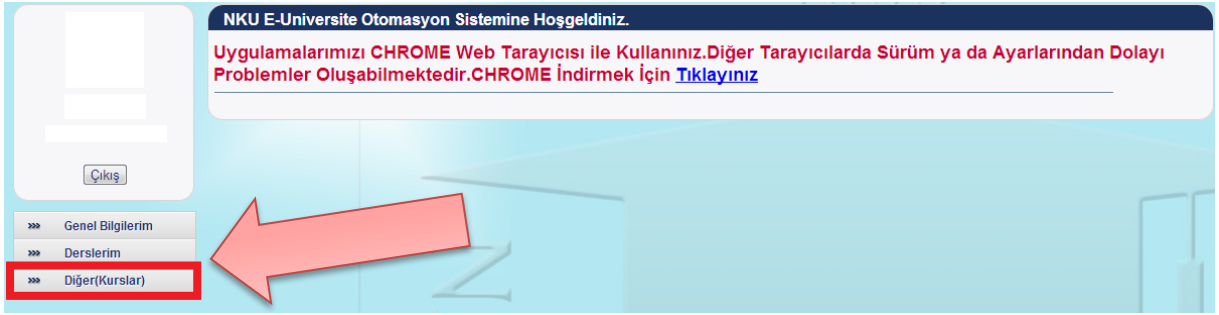 NKU E-Universite Otomasyon Sistemine Hoşgeldiniz.
Uygulamalarımızı CHROME Web Tarayıcısı ile Kullanınız.Diğer Tarayıcılarda Sürüm ya da Ayarlarından Dolayı
Problemler Oluşabilmektedir.CHROME İndirmek İçin Tıklayınız
Çıkış
»» Genel Bilgilerim
»» Derslerim
»» Diğer(Kurslar)
N